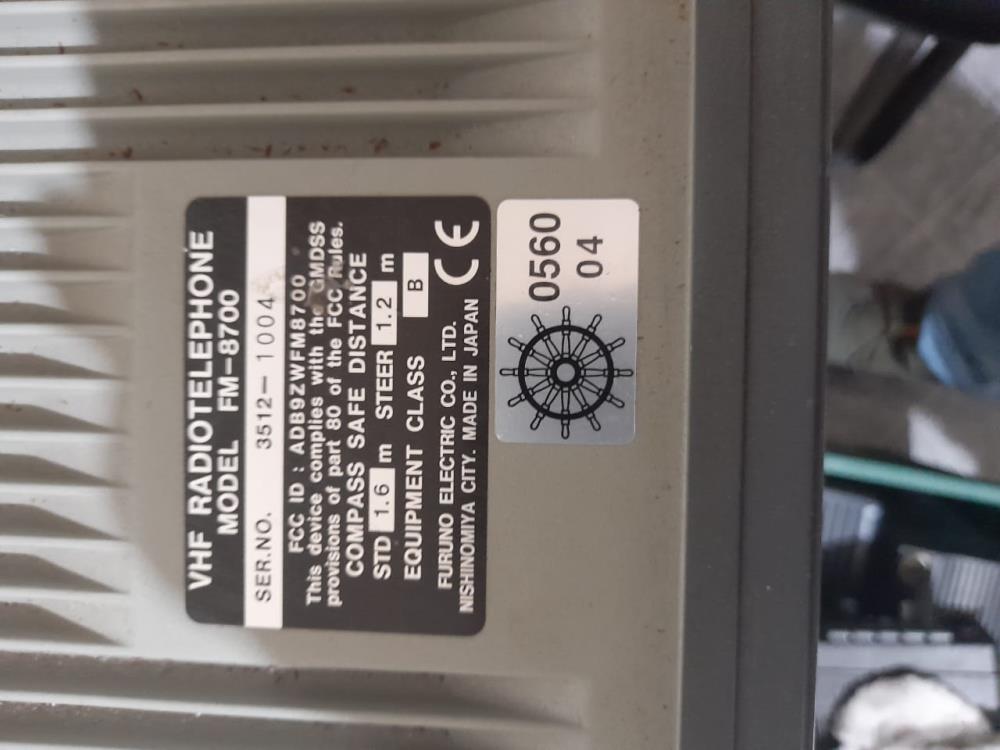 VHF RADIOTELEPHONE
MODEL FM-8700
SER.NO. 3512-1004
FCC ID : ADB9ZWFM8700
This device complies with the GMDSS
provisions of part 80 of the FCC Rules.
COMPASS SAFE DISTANCE
STD 1.6 m STEER 1.2 m
EQUIPMENT CLASS B
FURUNO ELECTRIC CO., LTD.
NISHINOMIYA CITY. MADE IN JAPAN
CE
0560
04